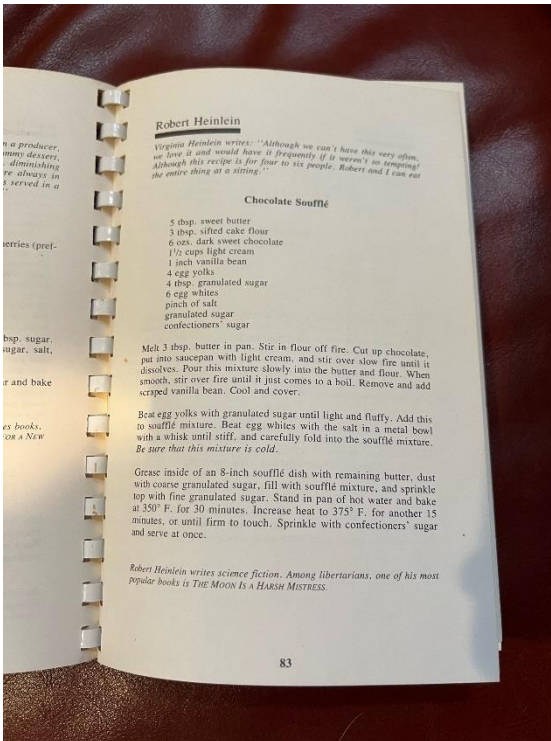 n a producer,
ummy dessert,
diminishing
re always in
s served in a
erries (pref-
bsp. sugar,
sugar, salt,
r and bake
es books,
FOR A NEW
Robert Heinlein
Virginia Heinlein writes: "Although we can't have this very often,
we love it and would have it frequently if it weren't so tempting!
Although this recipe is for four to six people, Robert and I can eat
the entire thing at a sitting."
Chocolate Soufflé
5 tbsp. sweet butter
3 tbsp. sifted cake flour
6 ozs. dark sweet chocolate
1½ cups light cream
1 inch vanilla bean
4 egg yolks
4 tbsp. granulated sugar
6 egg whites
pinch of salt
granulated sugar
confectioners' sugar
Melt 3 tbsp. butter in pan. Stir in flour off fire. Cut up chocolate,
put into saucepan with light cream, and stir over slow fire until it
dissolves. Pour this mixture slowly into the butter and flour. When
smooth, stir over fire until it just comes to a boil. Remove and add
scraped vanilla bean. Cool and cover.
Beat egg yolks with granulated sugar until light and fluffy. Add this
to soufflé mixture. Beat egg whites with the salt in a metal bowl
with a whisk until stiff, and carefully fold into the soufflé mixture.
Be sure that this mixture is cold.
Grease inside of an 8-inch soufflé dish with remaining butter, dust
with coarse granulated sugar, fill with soufflé mixture, and sprinkle
top with fine granulated sugar. Stand in pan of hot water and bake
at 350° F. for 30 minutes. Increase heat to 375° F. for another 15
minutes, or until firm to touch. Sprinkle with confectioners' sugar
and serve at once.
Robert Heinlein writes science fiction. Among libertarians, one of his most
popular books is THE MOON IS A HARSH MISTRESS.
83